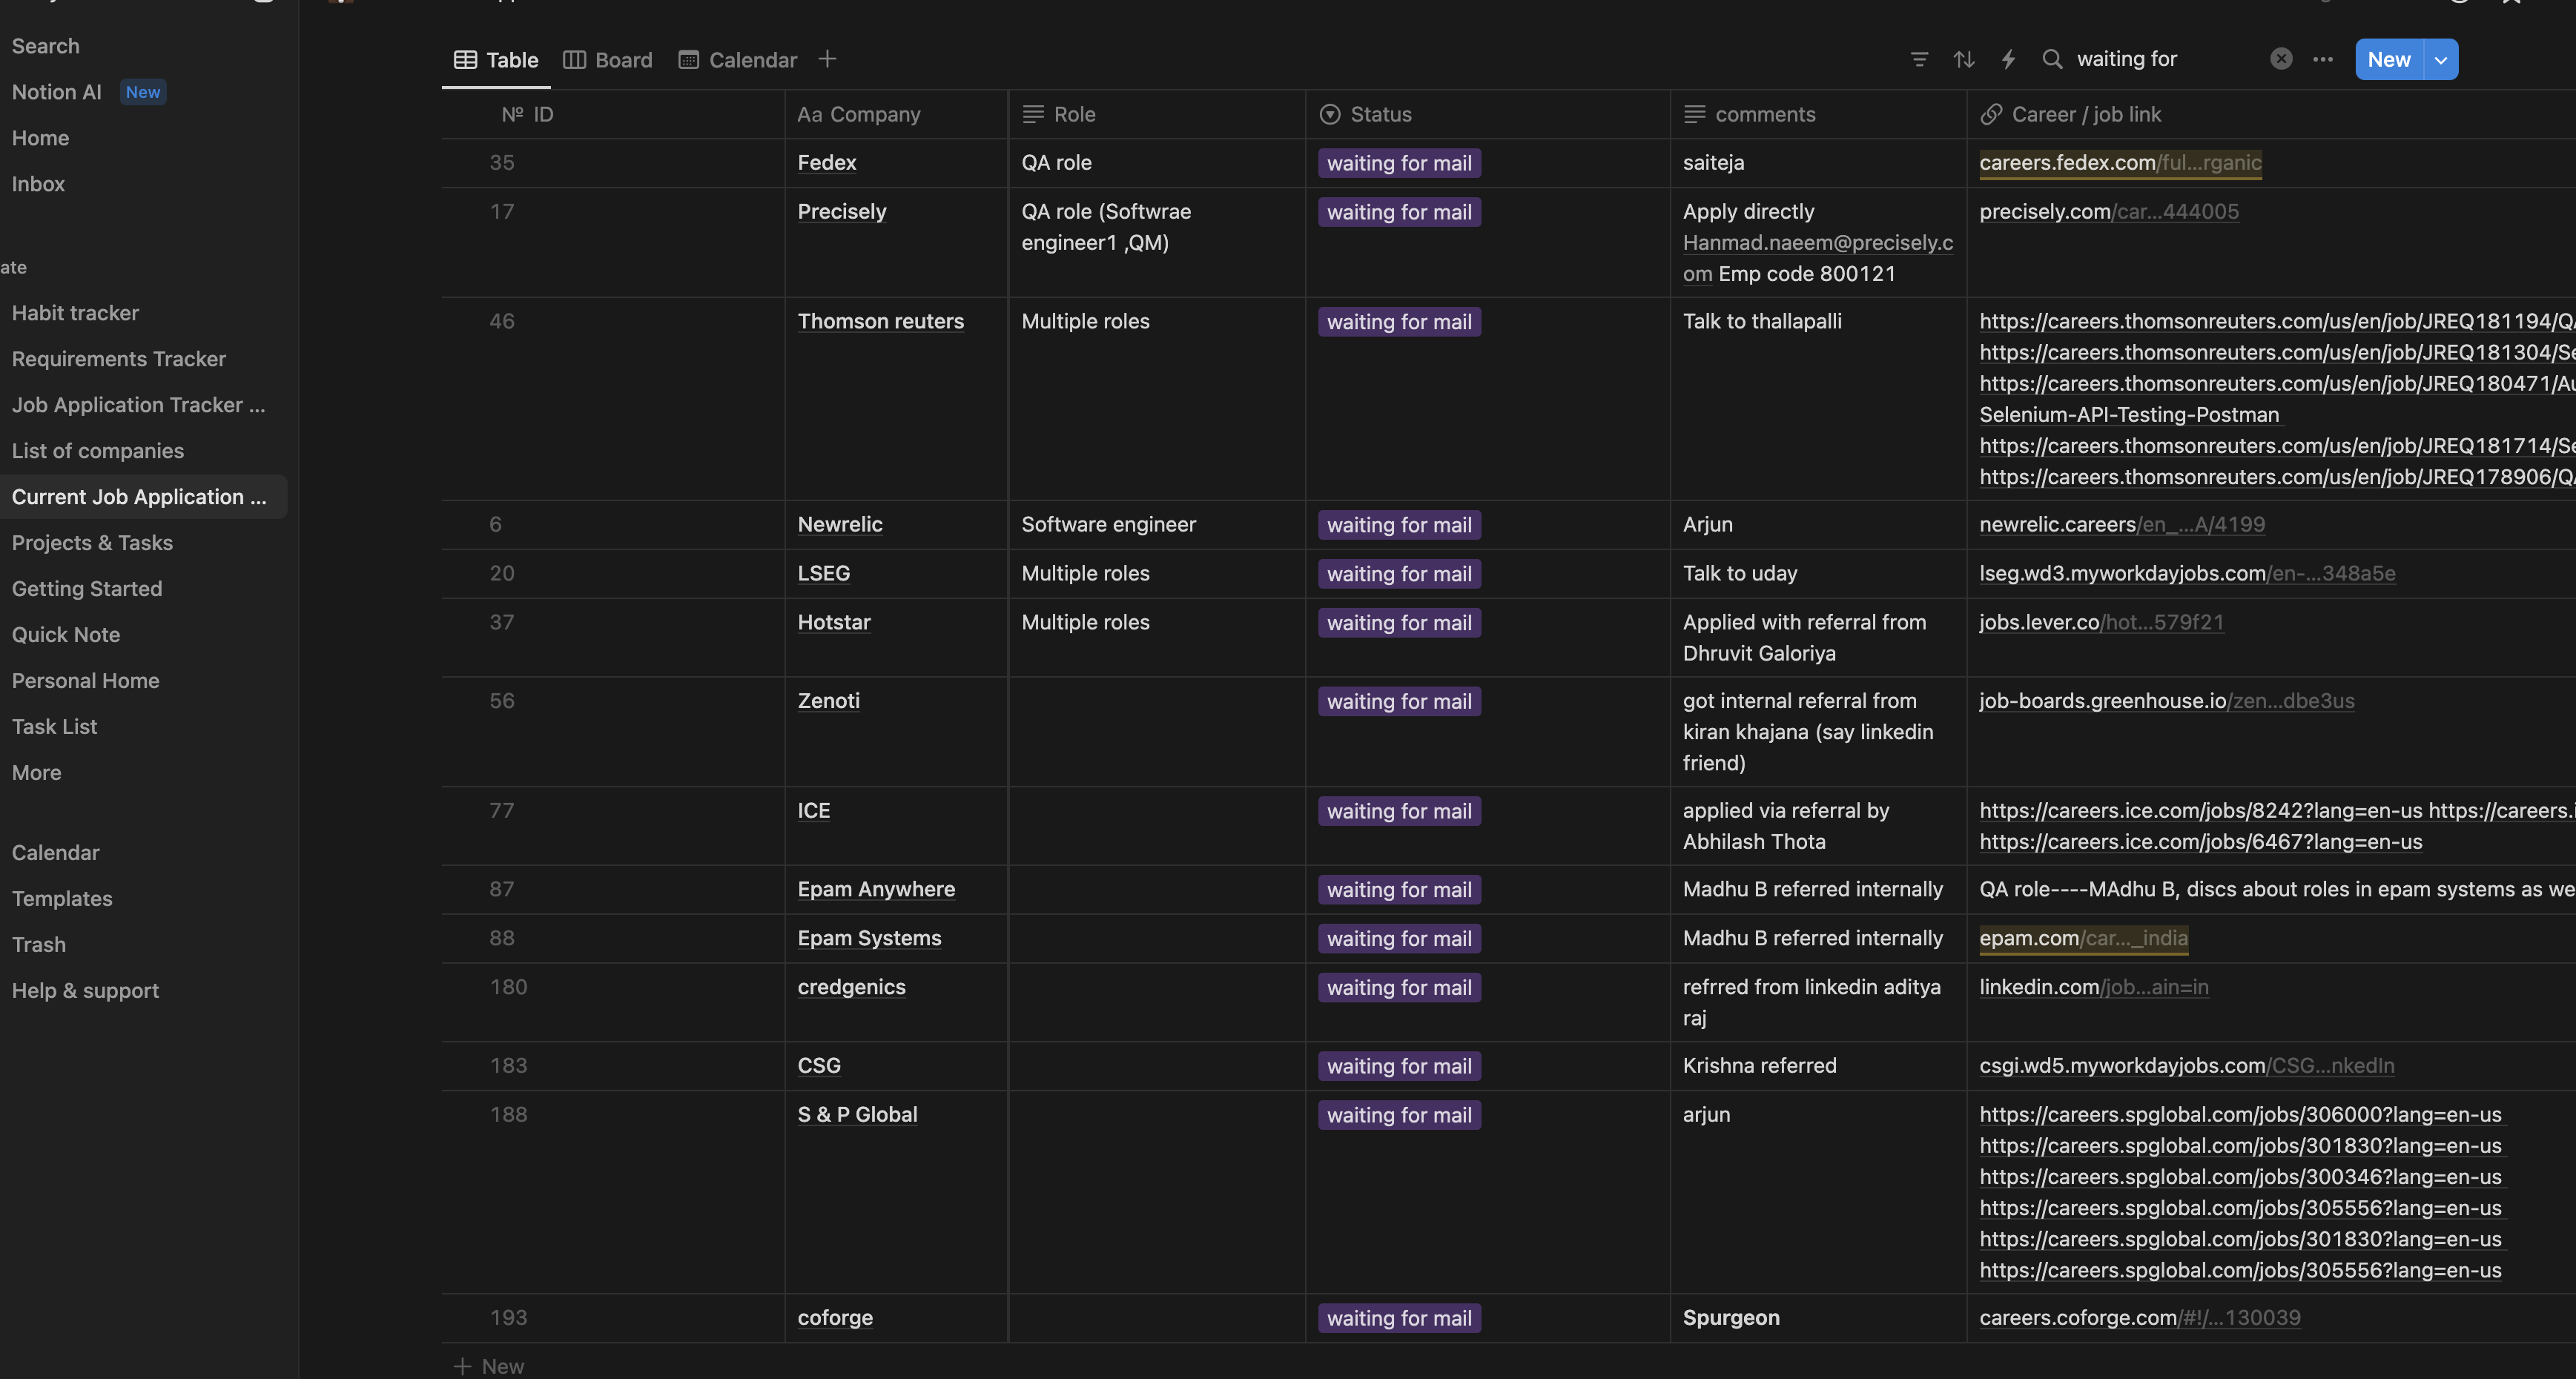 Search
Notion AI New
Home
Inbox
ate
Habit tracker
Requirements Tracker
Job Application Tracker ...
List of companies
Current Job Application ...
Projects & Tasks
Getting Started
Quick Note
Personal Home
Task List
More
Calendar
Templates
Trash
Help & support
Table Board Calendar
waiting for
New
№ ID Aa Company Role Status comments Career / job link
35 Fedex QA role waiting for mail saiteja careers.fedex.com/ful...rganic
17 Precisely QA role (Softwrae waiting for mail Apply directly precisely.com/car...444005
engineer1 ,QM) Hanmad.naeem@precisely.c
om Emp code 800121
46 Thomson reuters Multiple roles waiting for mail Talk to thallapalli https://careers.thomsonreuters.com/us/en/job/JREQ181194/Q
https://careers.thomsonreuters.com/us/en/job/JREQ181304/Se
https://careers.thomsonreuters.com/us/en/job/JREQ180471/Au
Selenium-API-Testing-Postman
https://careers.thomsonreuters.com/us/en/job/JREQ181714/Se
https://careers.thomsonreuters.com/us/en/job/JREQ178906/Q
6 Newrelic Software engineer waiting for mail Arjun newrelic.careers/en_...A/4199
20 LSEG Multiple roles waiting for mail Talk to uday lseg.wd3.myworkdayjobs.com/en-...348a5e
37 Hotstar Multiple roles waiting for mail Applied with referral from jobs.lever.co/hot...579f21
Dhruvit Galoriya
56 Zenoti waiting for mail got internal referral from job-boards.greenhouse.io/zen...dbe3us
kiran khajana (say linkedin
friend)
77 ICE waiting for mail applied via referral by https://careers.ice.com/jobs/8242?lang=en-us https://careers.i
Abhilash Thota https://careers.ice.com/jobs/6467?lang=en-us
87 Epam Anywhere waiting for mail Madhu B referred internally QA role----MAdhu B, discs about roles in epam systems as we
88 Epam Systems waiting for mail Madhu B referred internally epam.com/car..._india
180 credgenics waiting for mail refrred from linkedin aditya linkedin.com/job...ain=in
raj
183 CSG waiting for mail Krishna referred csgi.wd5.myworkdayjobs.com/CSG...nkedIn
188 S & P Global waiting for mail arjun https://careers.spglobal.com/jobs/306000?lang=en-us
https://careers.spglobal.com/jobs/301830?lang=en-us
https://careers.spglobal.com/jobs/300346?lang=en-us
https://careers.spglobal.com/jobs/305556?lang=en-us
https://careers.spglobal.com/jobs/301830?lang=en-us
https://careers.spglobal.com/jobs/305556?lang=en-us
193 coforge waiting for mail Spurgeon careers.coforge.com/#!/...130039
New